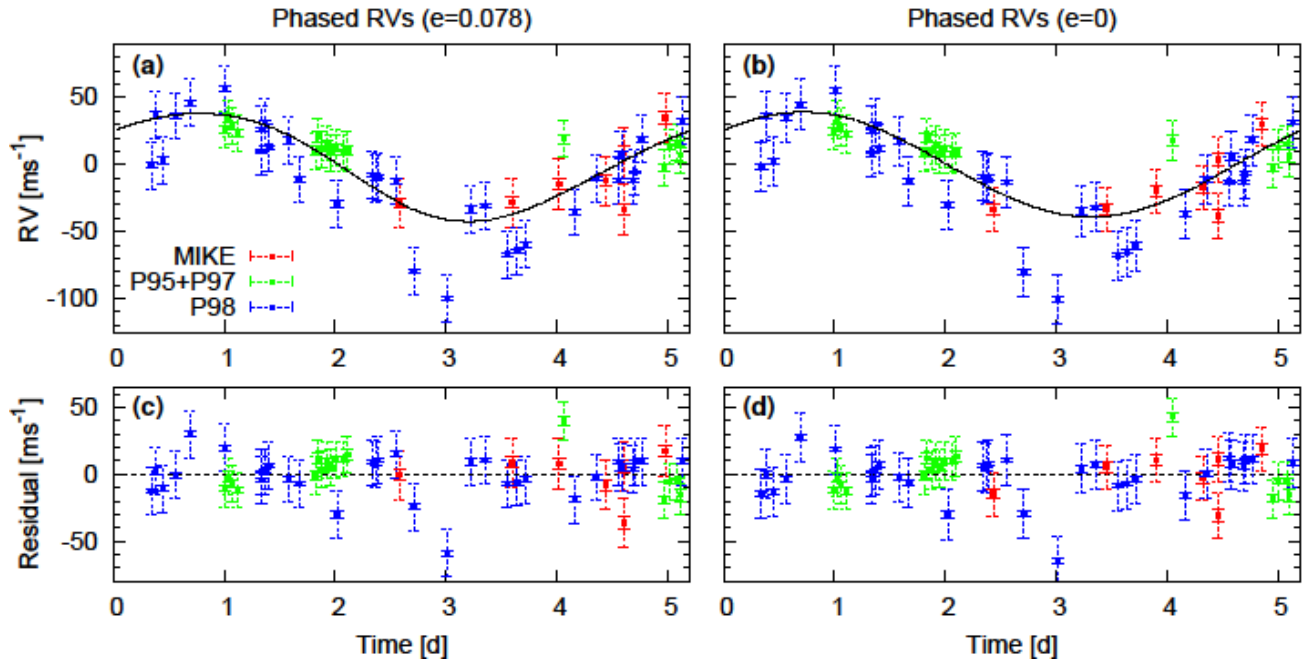 Phased RVs (e=0.078)
Phased RVs (e=0)
(a)
(b)
50
0
-50
-100
RV [ms⁻¹]
MIKE
P95+P97
P98
0 1 2 3 4 5
0 1 2 3 4 5
(c)
(d)
50
0
-50
Residual [ms⁻¹]
0 1 2 3 4 5
0 1 2 3 4 5
Time [d]
Time [d]